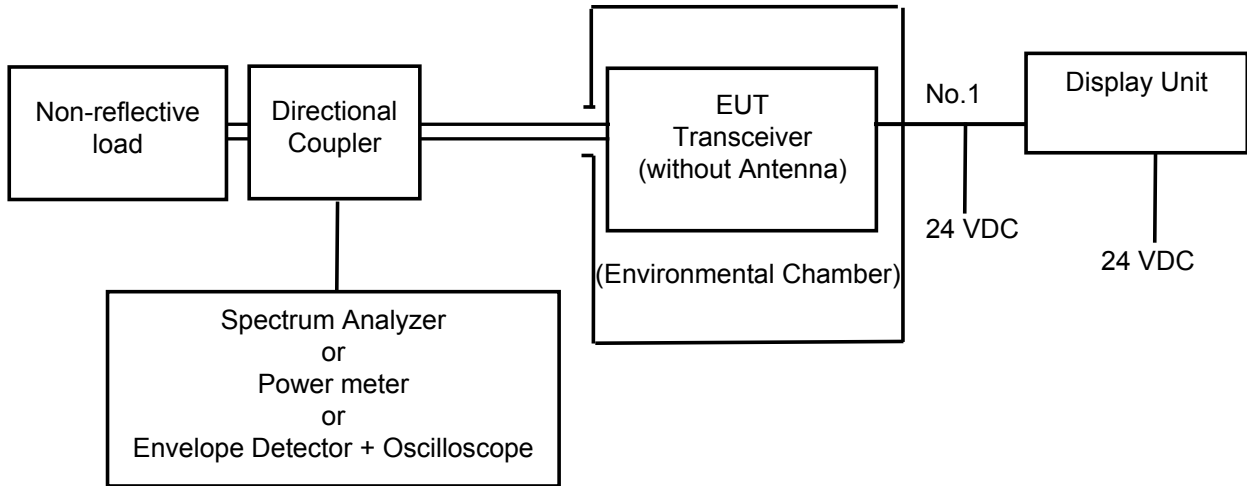 Non-reflective
load
Directional
Coupler
EUT
Transceiver
(without Antenna)
No.1
Display Unit
24 VDC
24 VDC
(Environmental Chamber)
Spectrum Analyzer
or
Power meter
or
Envelope Detector + Oscilloscope